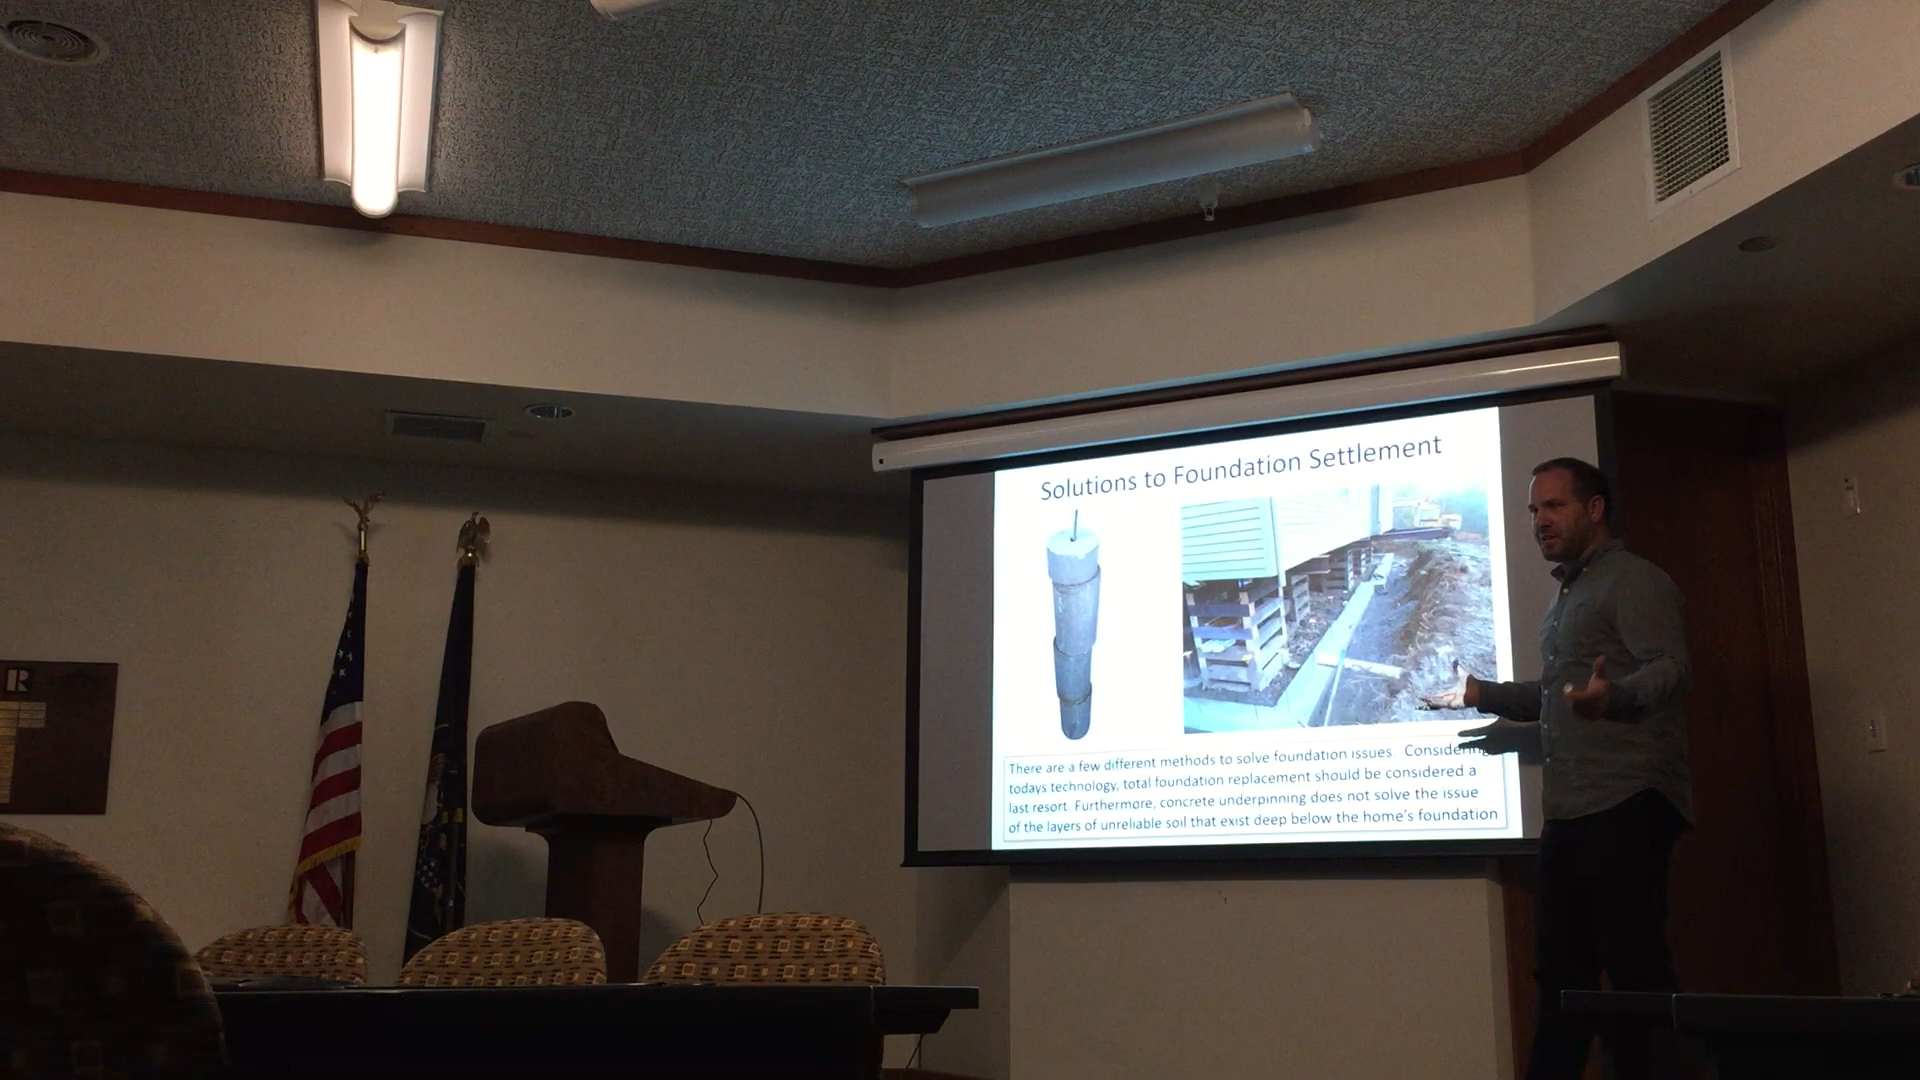 Solutions to Foundation Settlement
There are a few different methods to solve foundation issues. Considering
todays technology, total foundation replacement should be considered a
last resort. Furthermore, concrete underpinning does not solve the issue
of the layers of unreliable soil that exist deep below the home's foundation
R